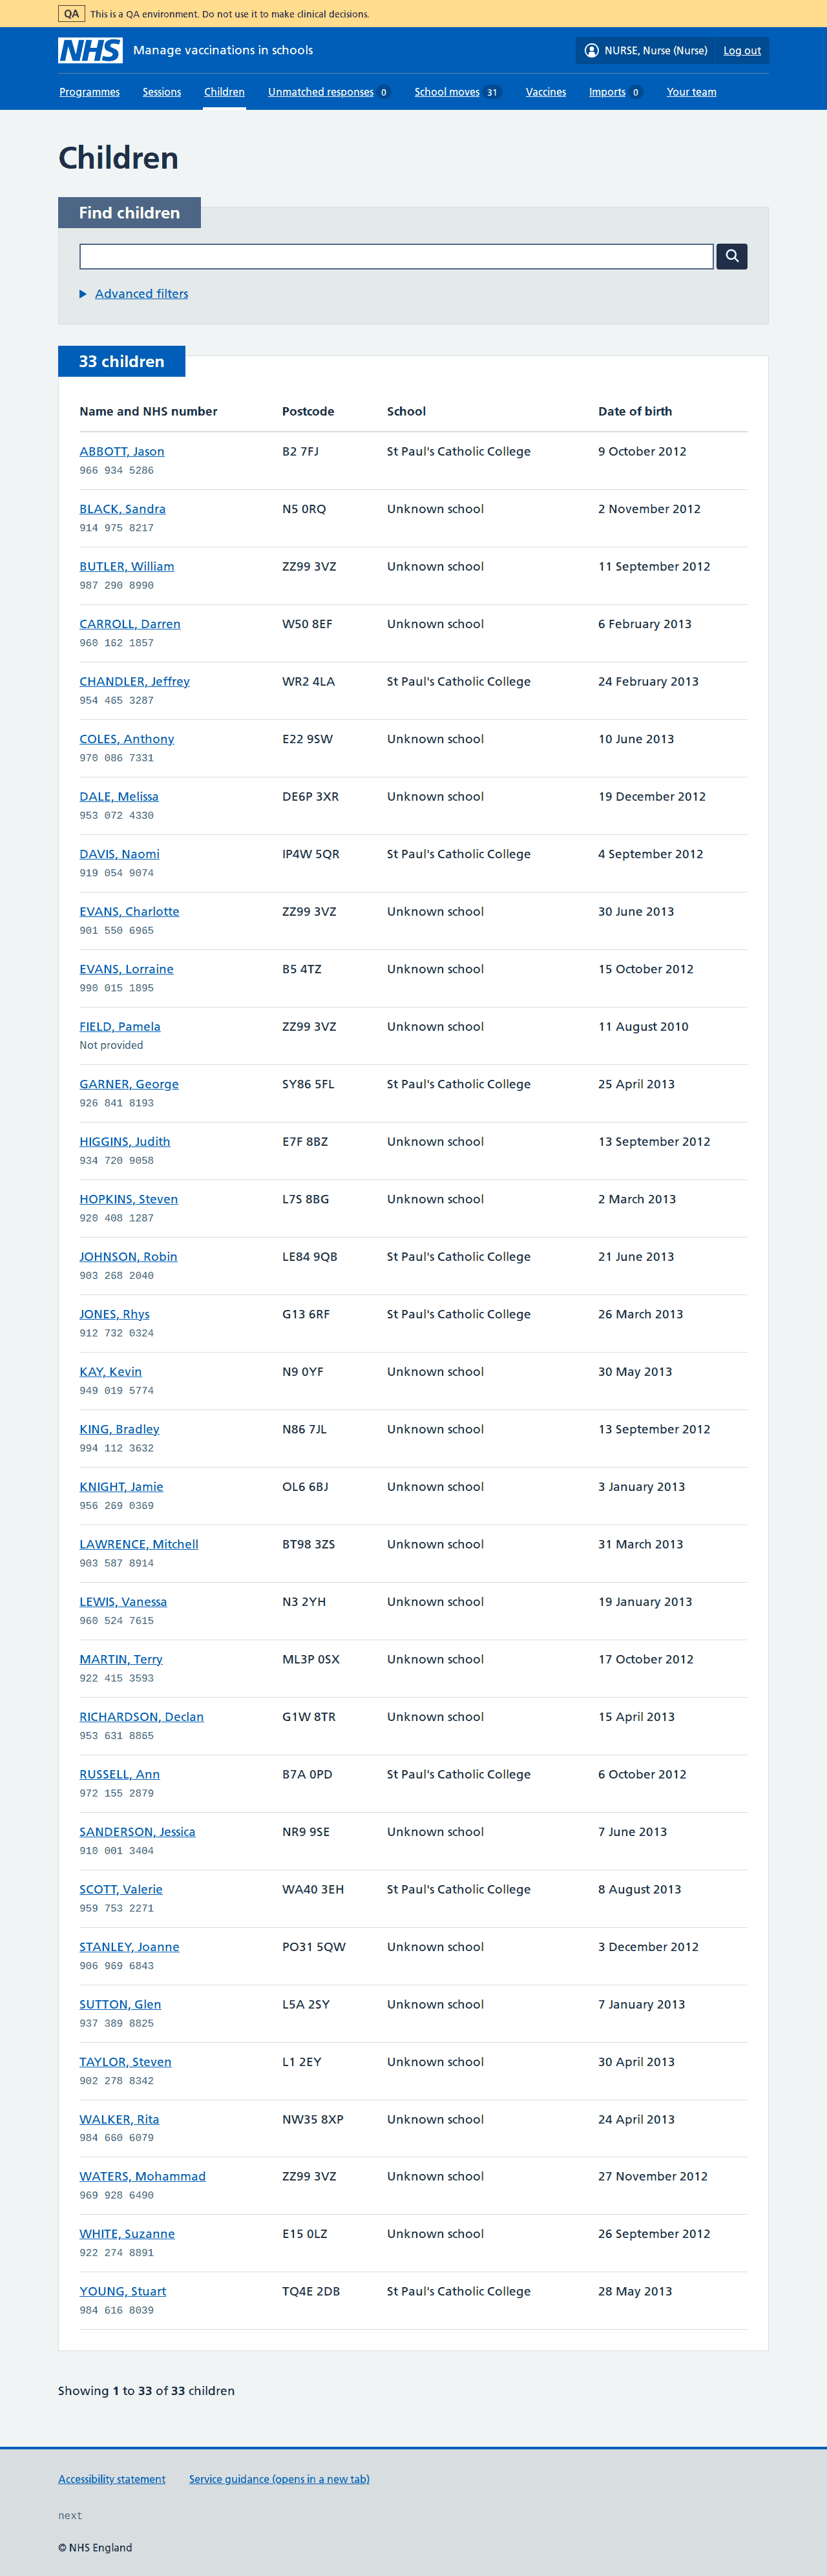 QA This is a QA environment. Do not use it to make clinical decisions.
NHS Manage vaccinations in schools NURSE, Nurse (Nurse) Log out
Programmes Sessions Children Unmatched responses 0 School moves 31 Vaccines Imports 0 Your team
Children
Find children
Advanced filters
33 children
Name and NHS number Postcode School Date of birth
ABBOTT, Jason B2 7FJ St Paul's Catholic College 9 October 2012
966 934 5286
BLACK, Sandra N5 0RQ Unknown school 2 November 2012
914 975 8217
BUTLER, William ZZ99 3VZ Unknown school 11 September 2012
987 290 8990
CARROLL, Darren W50 8EF Unknown school 6 February 2013
960 162 1857
CHANDLER, Jeffrey WR2 4LA St Paul's Catholic College 24 February 2013
954 465 3287
COLES, Anthony E22 9SW Unknown school 10 June 2013
970 086 7331
DALE, Melissa DE6P 3XR Unknown school 19 December 2012
953 072 4330
DAVIS, Naomi IP4W 5QR St Paul's Catholic College 4 September 2012
919 054 9074
EVANS, Charlotte ZZ99 3VZ Unknown school 30 June 2013
901 550 6965
EVANS, Lorraine B5 4TZ Unknown school 15 October 2012
990 015 1895
FIELD, Pamela ZZ99 3VZ Unknown school 11 August 2010
Not provided
GARNER, George SY86 5FL St Paul's Catholic College 25 April 2013
926 841 8193
HIGGINS, Judith E7F 8BZ Unknown school 13 September 2012
934 720 9058
HOPKINS, Steven L7S 8BG Unknown school 2 March 2013
920 408 1287
JOHNSON, Robin LE84 9QB St Paul's Catholic College 21 June 2013
903 268 2040
JONES, Rhys G13 6RF St Paul's Catholic College 26 March 2013
912 732 0324
KAY, Kevin N9 0YF Unknown school 30 May 2013
949 019 5774
KING, Bradley N86 7JL Unknown school 13 September 2012
994 112 3632
KNIGHT, Jamie OL6 6BJ Unknown school 3 January 2013
956 269 0369
LAWRENCE, Mitchell BT98 3ZS Unknown school 31 March 2013
903 587 8914
LEWIS, Vanessa N3 2YH Unknown school 19 January 2013
960 524 7615
MARTIN, Terry ML3P 0SX Unknown school 17 October 2012
922 415 3593
RICHARDSON, Declan G1W 8TR Unknown school 15 April 2013
953 631 8865
RUSSELL, Ann B7A 0PD St Paul's Catholic College 6 October 2012
972 155 2879
SANDERSON, Jessica NR9 9SE Unknown school 7 June 2013
910 001 3404
SCOTT, Valerie WA40 3EH St Paul's Catholic College 8 August 2013
959 753 2271
STANLEY, Joanne PO31 5QW Unknown school 3 December 2012
906 969 6843
SUTTON, Glen L5A 2SY Unknown school 7 January 2013
937 389 8825
TAYLOR, Steven L1 2EY Unknown school 30 April 2013
902 278 8342
WALKER, Rita NW35 8XP Unknown school 24 April 2013
984 660 6079
WATERS, Mohammad ZZ99 3VZ Unknown school 27 November 2012
969 928 6490
WHITE, Suzanne E15 0LZ Unknown school 26 September 2012
922 274 8891
YOUNG, Stuart TQ4E 2DB St Paul's Catholic College 28 May 2013
984 616 8039
Showing 1 to 33 of 33 children
Accessibility statement Service guidance (opens in a new tab)
next
© NHS England